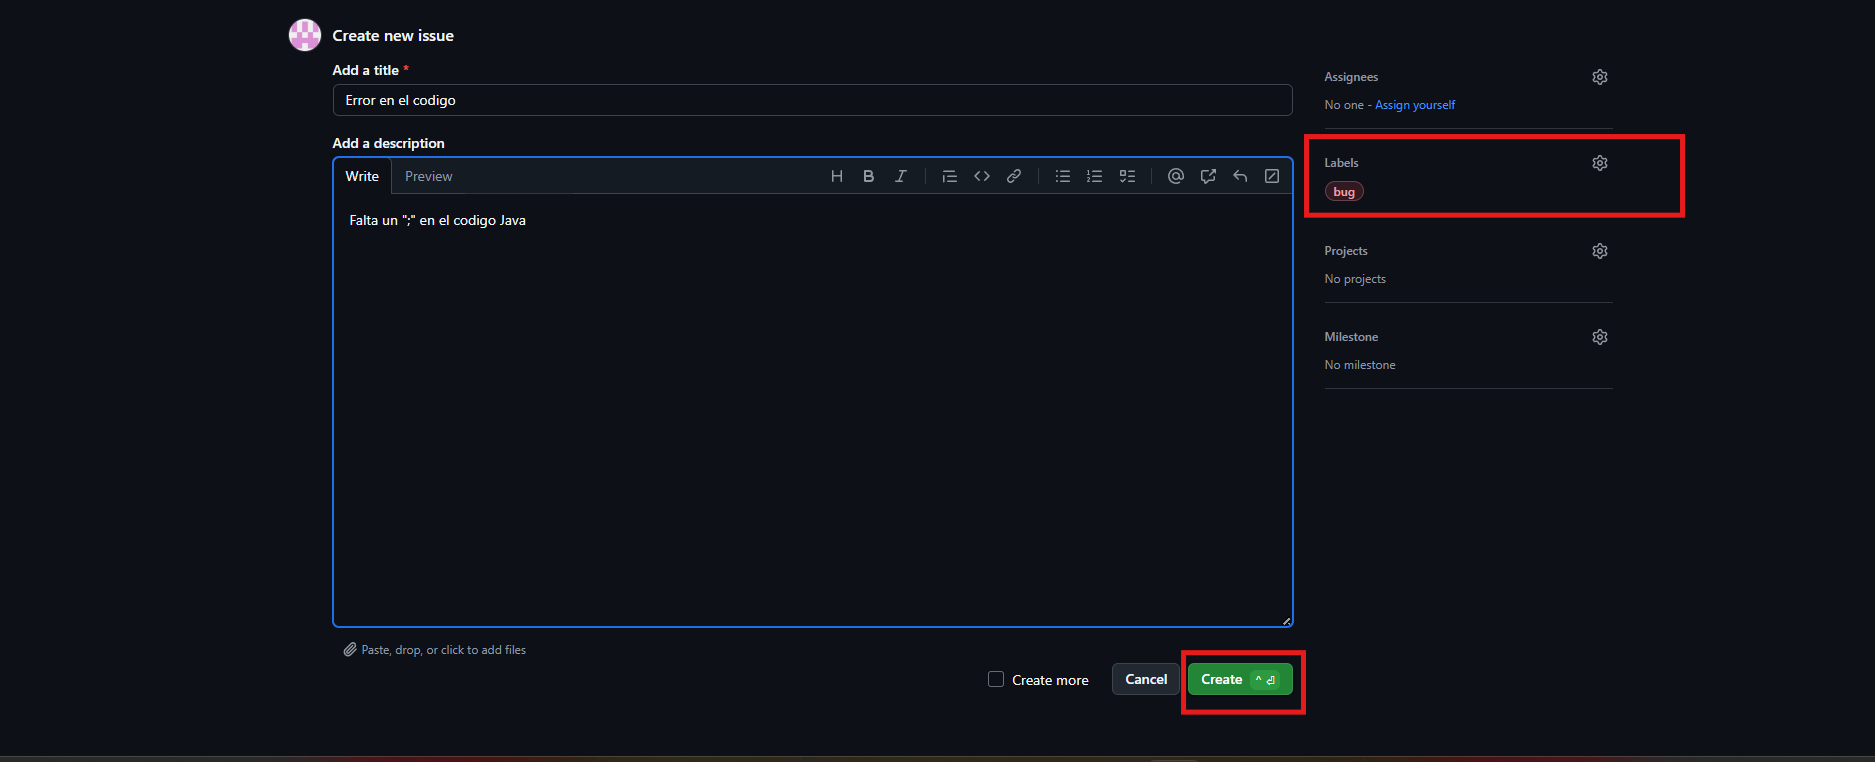 Create new issue
Add a title *
Error en el codigo
Add a description
Write Preview
Falta un ";" en el codigo Java
Paste, drop, or click to add files
Create more Cancel Create
Assignees
No one - Assign yourself
Labels
bug
Projects
No projects
Milestone
No milestone